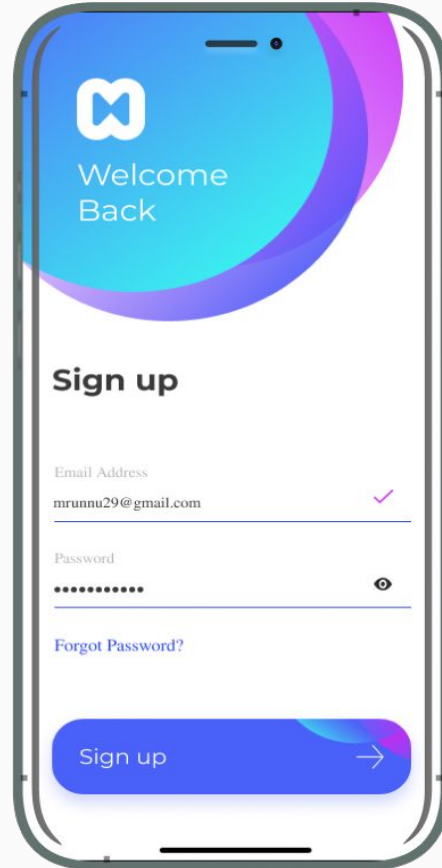 Welcome
Back
Sign up
Email Address
mrunnu29@gmail.com
Password
•••••••••••
Forgot Password?
Sign up